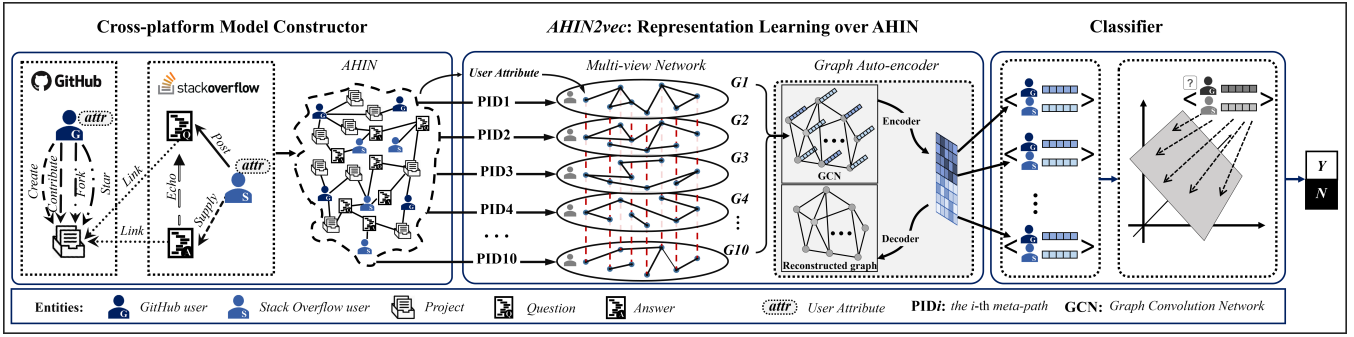 Cross-platform Model Constructor
AHIN2vec: Representation Learning over AHIN
Classifier
GitHub
stackoverflow
attr
G
Create
Contribute
Fork
Star
Link
Link
Q
Post
attr
S
Echo
Supply
A
AHIN
User Attribute
Multi-view Network
PID1
PID2
PID3
PID4
PID10
G1
G2
G3
G4
G10
Graph Auto-encoder
GCN
Encoder
Decoder
Reconstructed graph
?
Y
N
Entities:
GitHub user
Stack Overflow user
Project
Question
Answer
attr
User Attribute
PIDi: the i-th meta-path
GCN: Graph Convolution Network